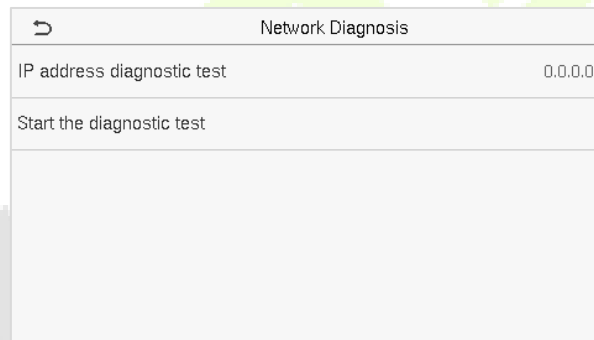 Network Diagnosis
IP address diagnostic test 0.0.0.0
Start the diagnostic test